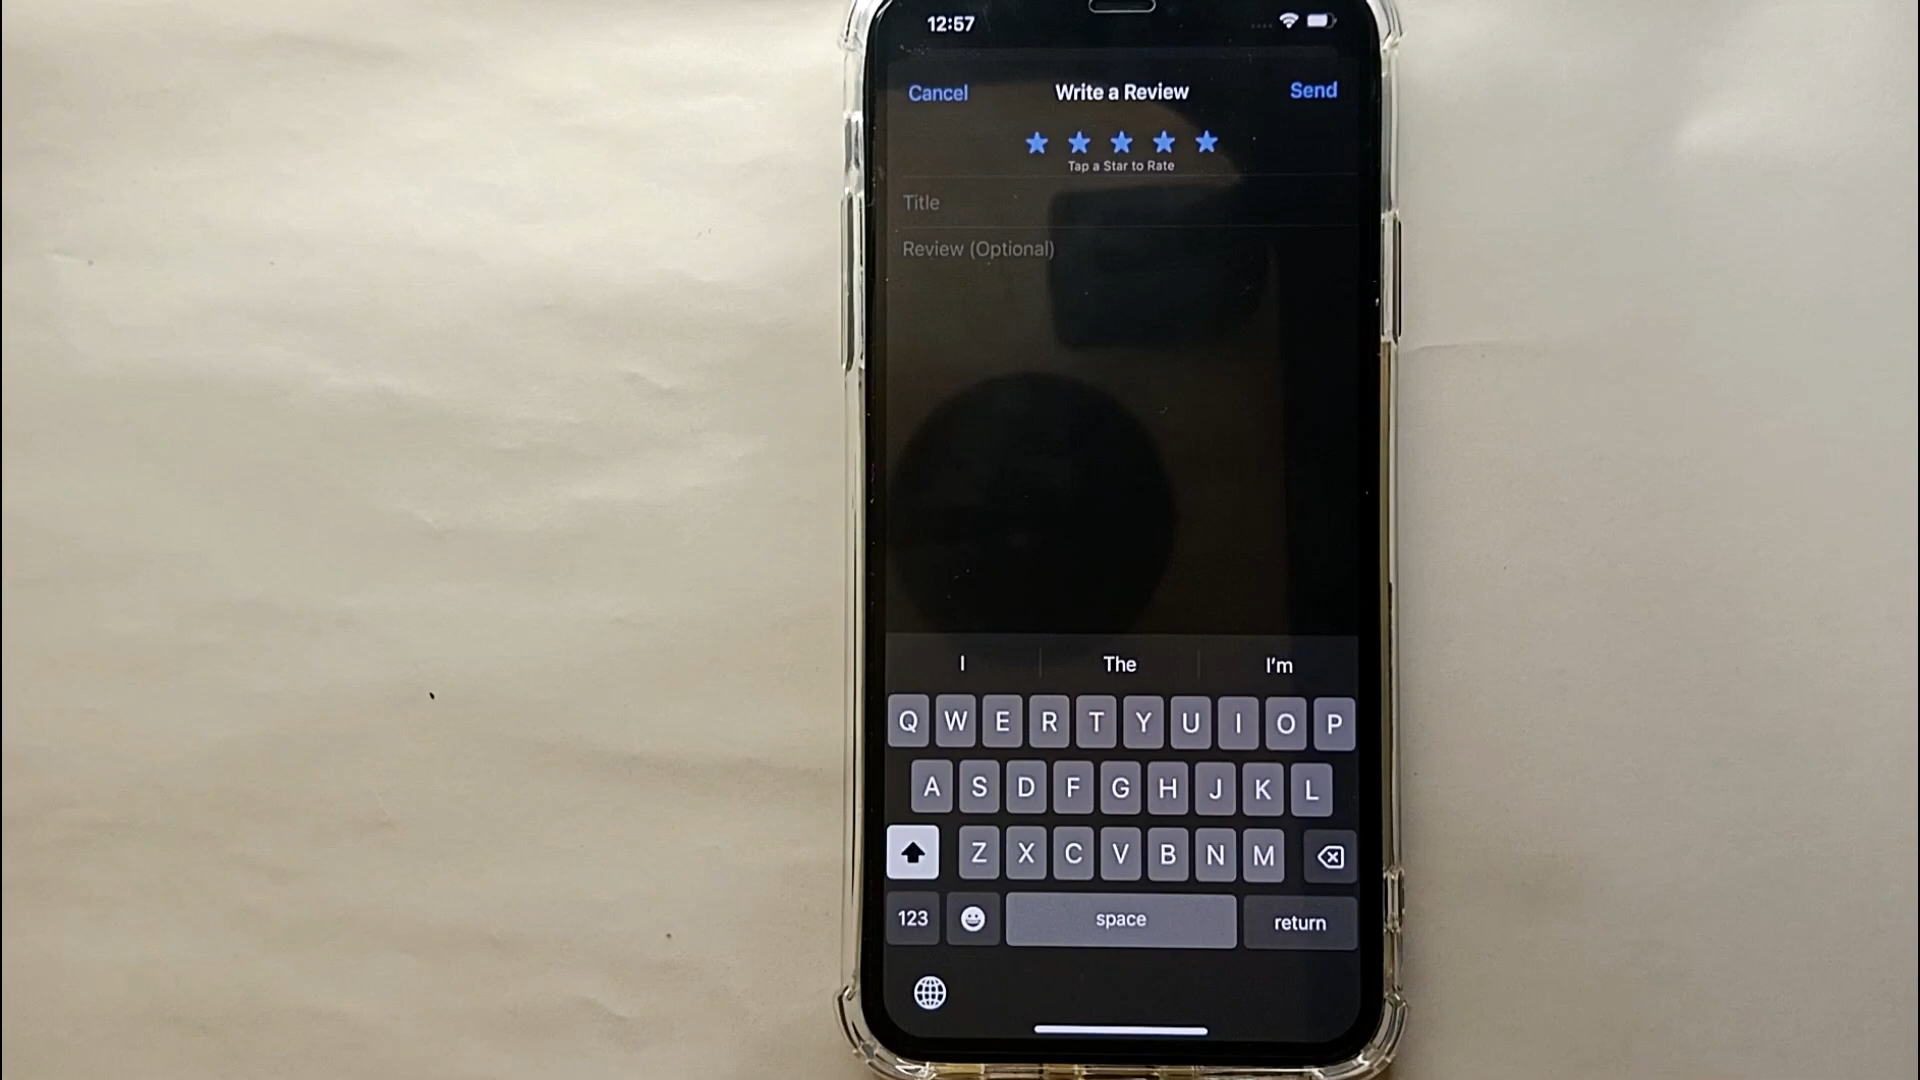 12:57
Cancel Write a Review Send
Tap a Star to Rate
Title
Review (Optional)
I The I'm
Q W E R T Y U I O P
A S D F G H J K L
Z X C V B N M
123 space return